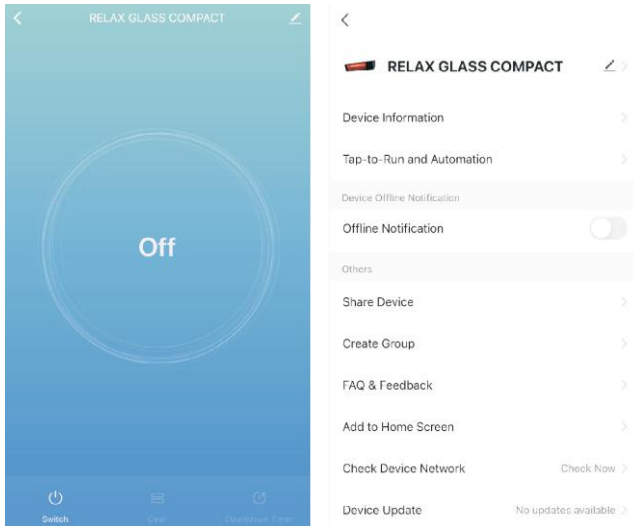 RELAX GLASS COMPACT
Off
Switch
Gear
Countdown Timer
RELAX GLASS COMPACT
Device Information
Tap-to-Run and Automation
Device Offline Notification
Offline Notification
Others
Share Device
Create Group
FAQ & Feedback
Add to Home Screen
Check Device Network Check Now
Device Update No updates available